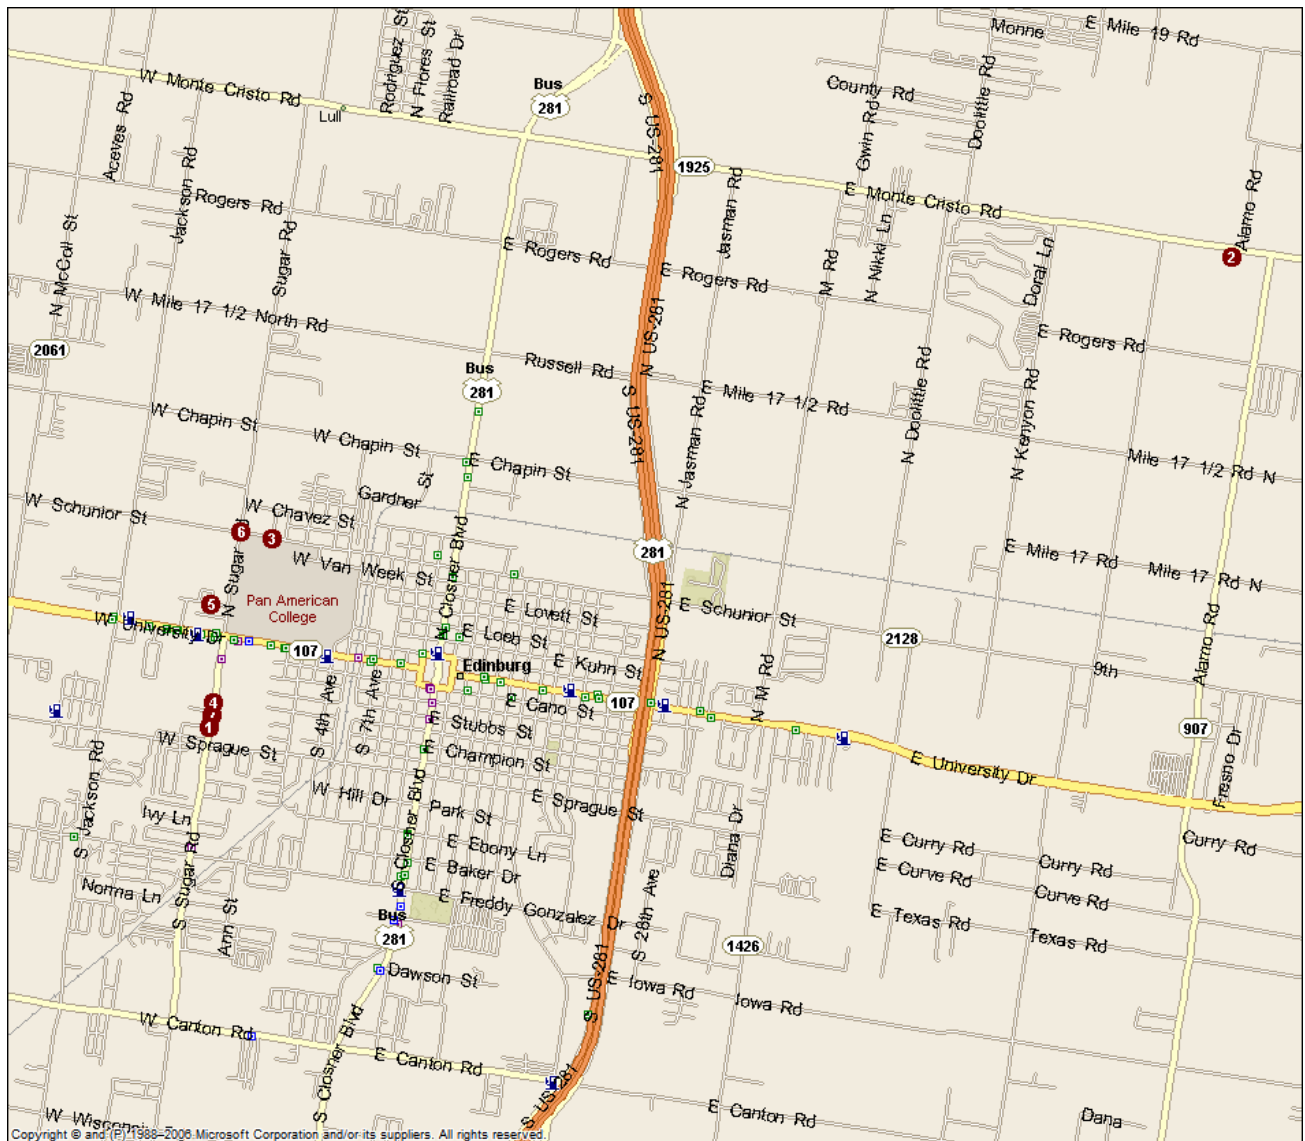 Monne
E Mile 19 Rd
W Monte Cristo Rd
Rodriguez St
N Flores St
Railroad Dr
Bus
281
S US-281
County Rd
Doolittle Rd
Gwin Rd
Lull
Aceves Rd
Jackson Rd
1925
Jasman Rd
E Monte Cristo Rd
Alamo Rd
Rogers Rd
N McColl St
Sugar Rd
E Rogers Rd
E Rogers Rd
M Rd
N Nikki Ln
Doral Ln
2
W Mile 17 1/2 North Rd
N US-281
E Rogers Rd
2061
Russell Rd
Bus
281
S US-281
E Mile 17 1/2 Rd
N Doolittle Rd
N Kenyon Rd
W Chapin St
W Chapin St
E Chapin St
N Jasman Rd
Mile 17 1/2 Rd N
Gardner St
W Schunior St
W Chavez St
6
3
N Closner Blvd
281
E Mile 17 Rd
Mile 17 Rd N
W Van Week St
N Sugar
5
Pan American
College
E Lovett St
N US-281
E Schunior St
W University Dr
E Loeb St
2128
107
E Kuhn St
9th
Alamo Rd
Edinburg
S 4th Ave
S 7th Ave
107
N M Rd
4
7
1
E Cano St
E Stubbs St
907
W Sprague St
E Champion St
E University Dr
Fresno Dr
S Jackson Rd
W Hill Dr
E Park St
E Sprague St
S Closner Blvd
Ivy Ln
Diana Dr
E Curry Rd
Curry Rd
Curry Rd
E Ebony Ln
E Baker Dr
E Curve Rd
Curve Rd
Norma Ln
S Sugar Rd
Ann St
E Freddy Gonzalez Dr
S 28th Ave
E Texas Rd
Texas Rd
Bus
281
1426
Dawson St
S US-281
E Iowa Rd
Iowa Rd
W Canton Rd
S Closner Blvd
E Canton Rd
S US-281
E Canton Rd
Dana
Copyright © and (P) 1988–2006 Microsoft Corporation and/or its suppliers. All rights reserved.